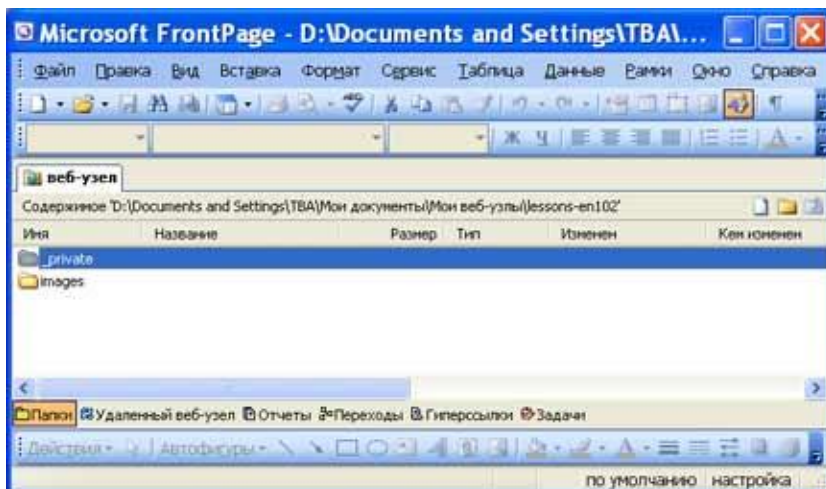 Microsoft FrontPage - D:\Documents and Settings\TBA\...
Файл Правка Вид Вставка Формат Сервис Таблица Данные Рамки Окно Справка
Ж Ч A
веб-узел
Содержимое 'D:\Documents and Settings\TBA\Мои документы\Мои веб-узлы\lessons-en102'
Имя Название Размер Тип Изменен Кем изменен
_private
images
Папки Удаленный веб-узел Отчеты Переходы Гиперссылки Задачи
Действия Автофигуры A
по умолчанию настройка